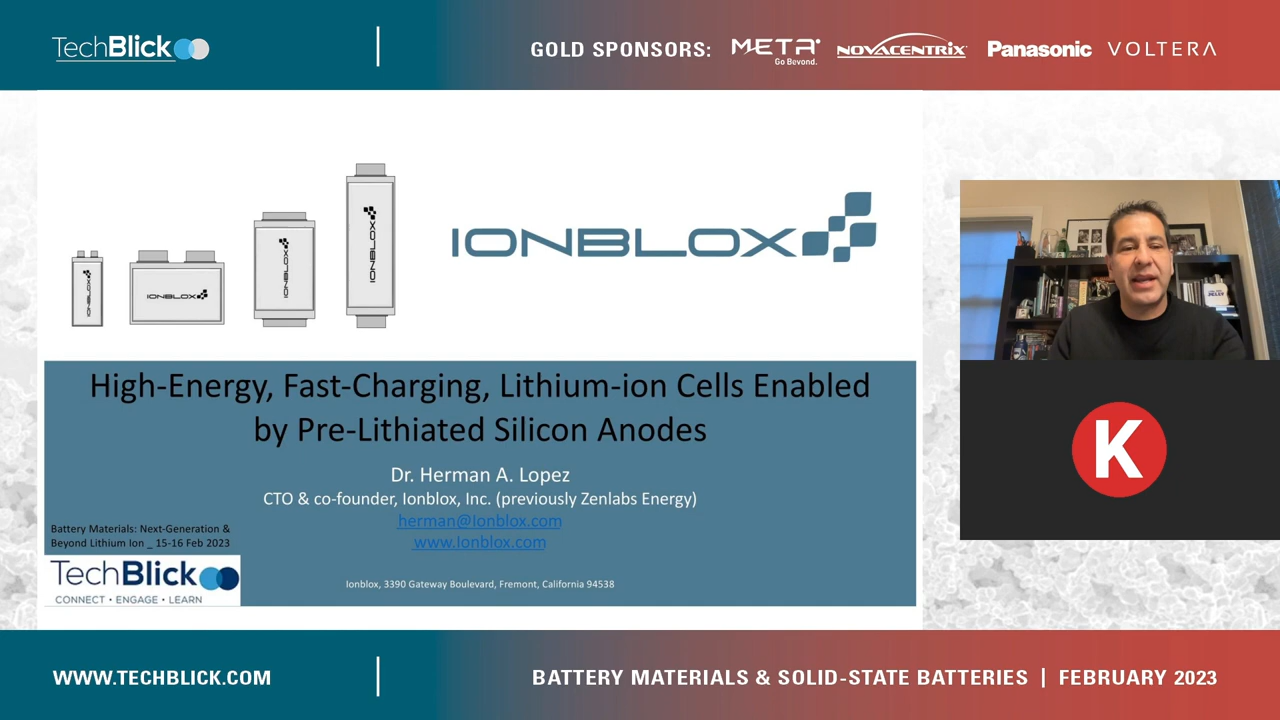 TechBlick
GOLD SPONSORS:
META
Go Beyond.
NOVACENTRIX
Panasonic
VOLTERA
IONBLOX
IONBLOX
IONBLOX
IONBLOX
IONBLOX
High-Energy, Fast-Charging, Lithium-ion Cells Enabled
by Pre-Lithiated Silicon Anodes
Dr. Herman A. Lopez
CTO & co-founder, Ionblox, Inc. (previously Zenlabs Energy)
herman@Ionblox.com
www.Ionblox.com
Battery Materials: Next-Generation &
Beyond Lithium Ion _ 15-16 Feb 2023
TechBlick
CONNECT • ENGAGE • LEARN
Ionblox, 3390 Gateway Boulevard, Fremont, California 94538
K
WWW.TECHBLICK.COM
BATTERY MATERIALS & SOLID-STATE BATTERIES | FEBRUARY 2023